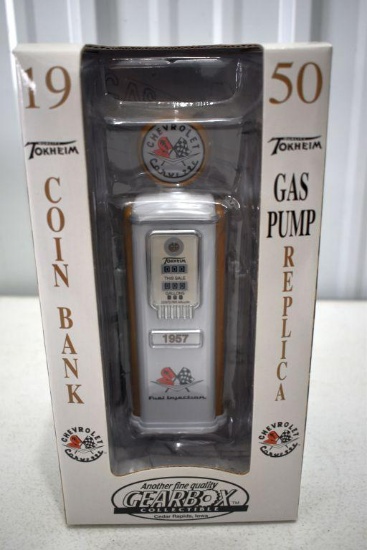 19
TOKHEIM
COIN BANK
CHEVROLET
Corvette
CHEVROLET
Corvette
TOKHEIM
THIS SALE
GALLONS
1957
Fuel Injection
50
TOKHEIM
GAS
PUMP
REPLICA
CHEVROLET
Corvette
Another fine quality
GEARBOX
COLLECTIBLE
Cedar Rapids, Iowa